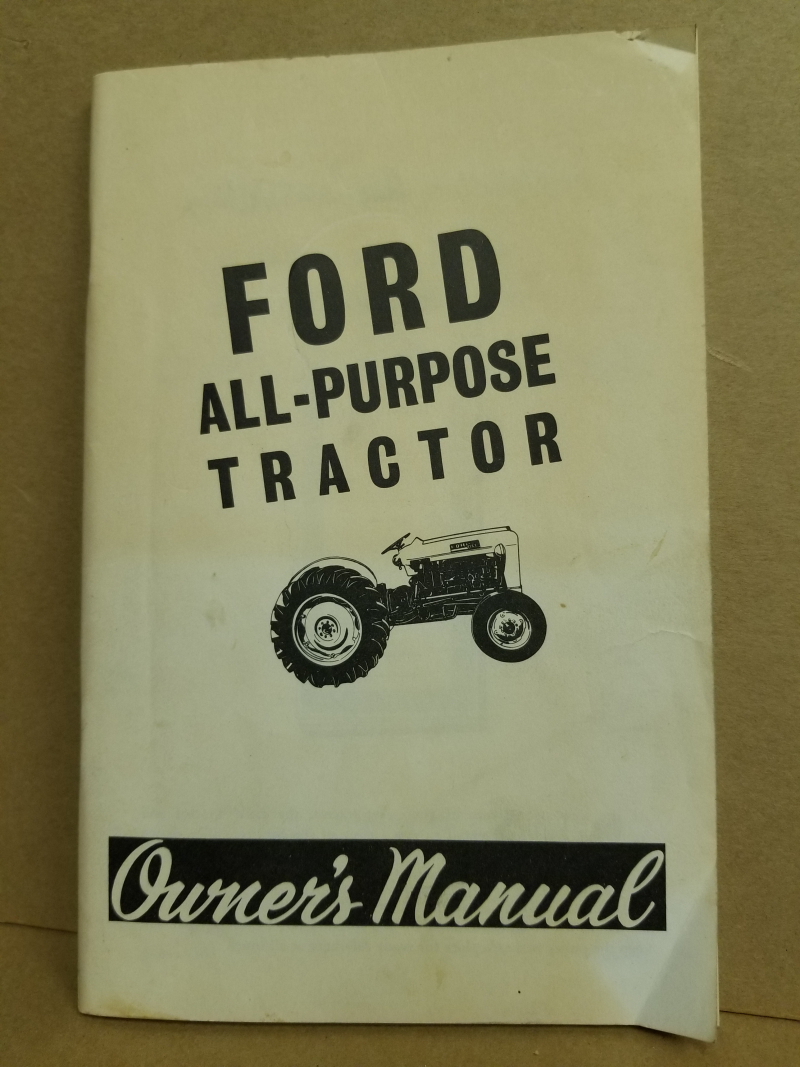 FORD
ALL-PURPOSE
TRACTOR
Owner's Manual